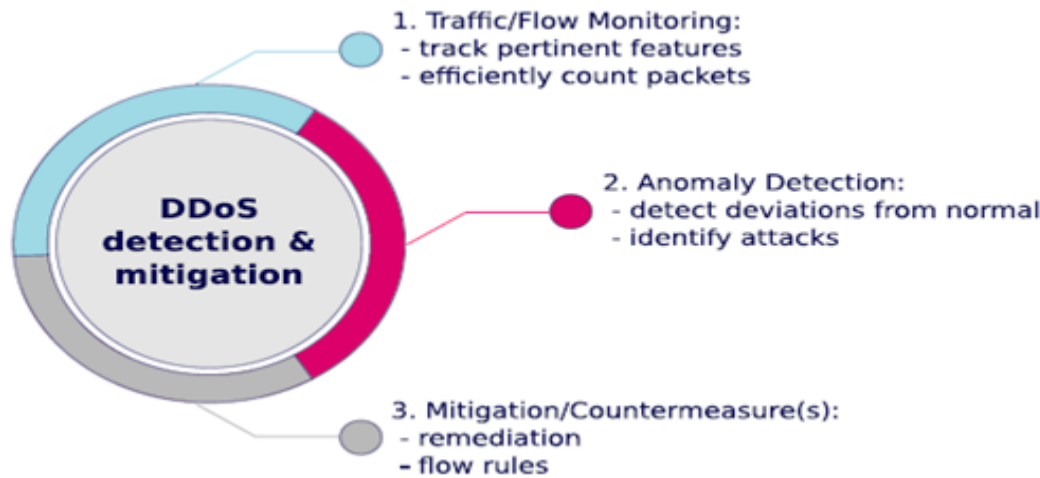 1. Traffic/Flow Monitoring:
- track pertinent features
- efficiently count packets
DDoS
detection &
mitigation
2. Anomaly Detection:
- detect deviations from normal
- identify attacks
3. Mitigation/Countermeasure(s):
- remediation
- flow rules